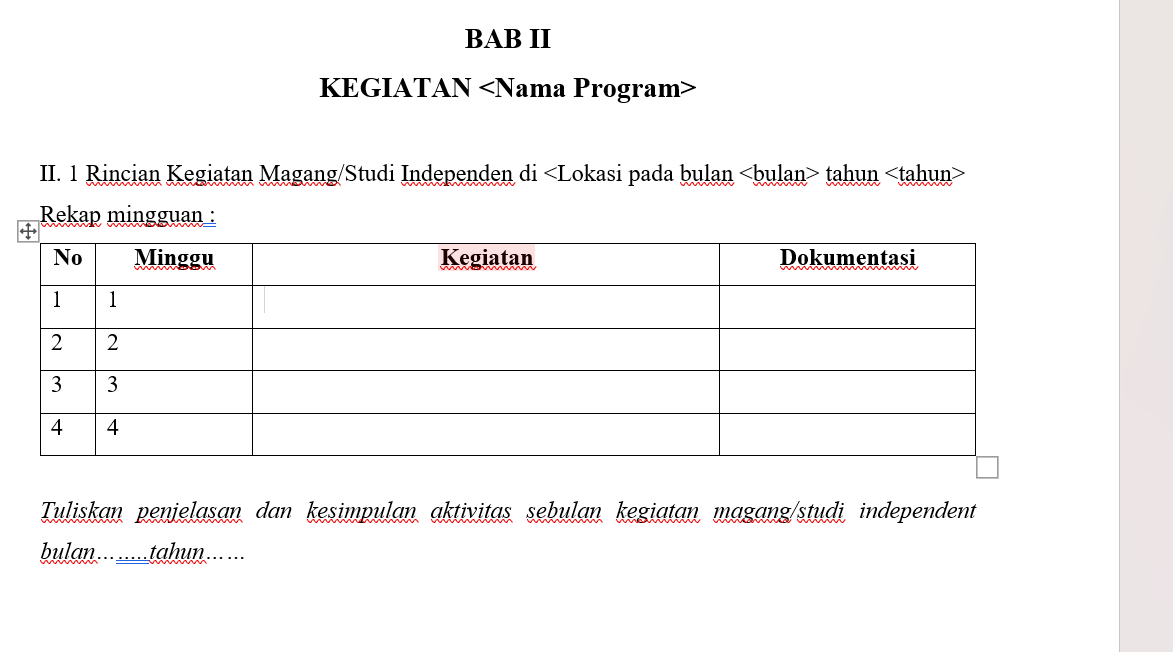 BAB II
KEGIATAN <Nama Program>
II. 1 Rincian Kegiatan Magang/Studi Independen di <Lokasi pada bulan <bulan> tahun <tahun>
Rekap mingguan :
No Minggu Kegiatan Dokumentasi
1 1
2 2
3 3
4 4
Tuliskan penjelasan dan kesimpulan aktivitas sebulan kegiatan magang/studi independent
bulan……..tahun……